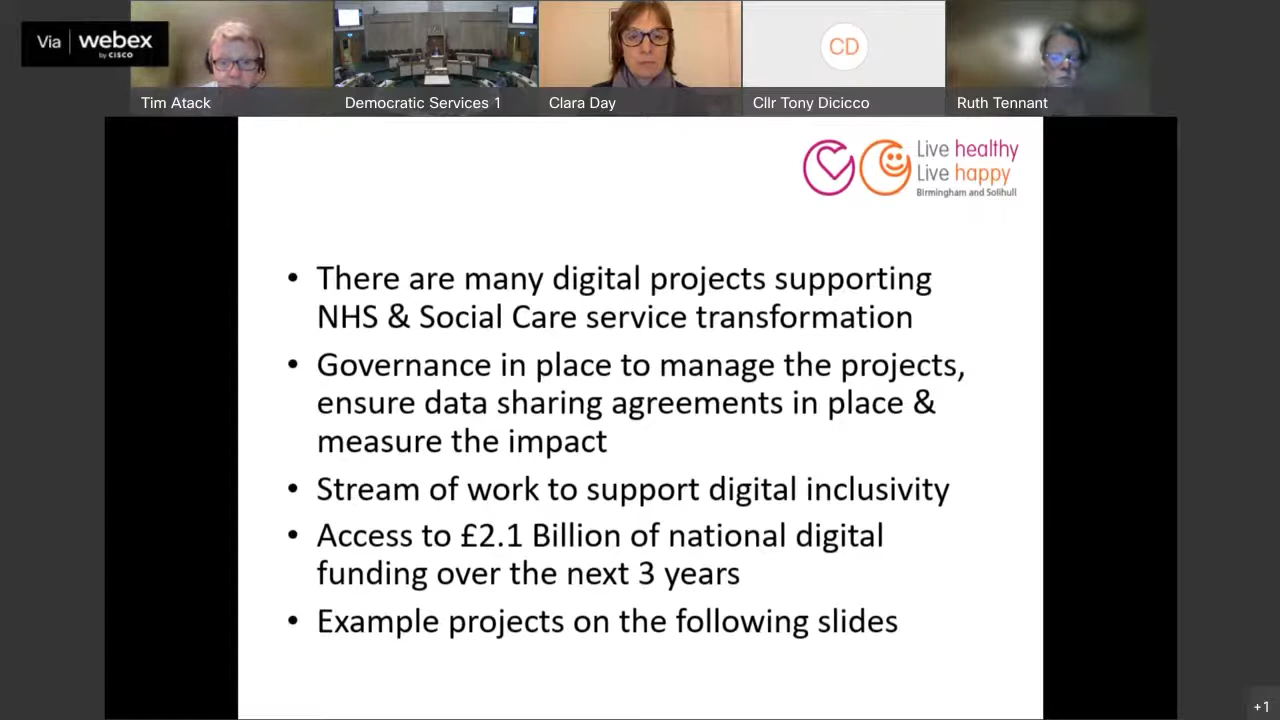 Via webex
by CISCO
Tim Atack
Democratic Services 1
Clara Day
CD
Cllr Tony Dicicco
Ruth Tennant
Live healthy
Live happy
Birmingham and Solihull
• There are many digital projects supporting
NHS & Social Care service transformation
• Governance in place to manage the projects,
ensure data sharing agreements in place &
measure the impact
• Stream of work to support digital inclusivity
• Access to £2.1 Billion of national digital
funding over the next 3 years
• Example projects on the following slides
+1